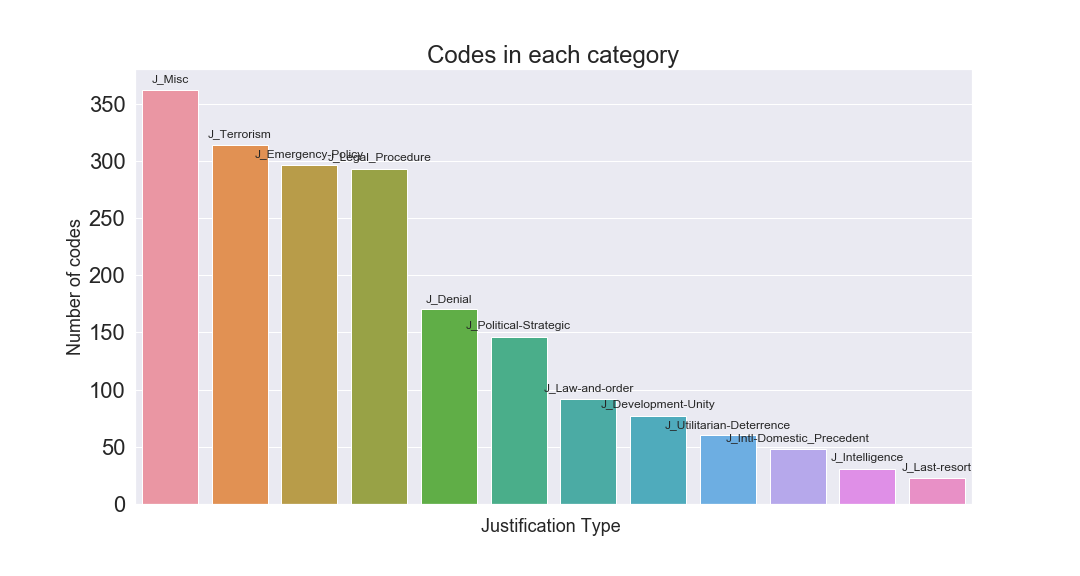 Codes in each category
J_Misc
J_Terrorism
J_Emergency-Policy
J_Legal_Procedure
J_Denial
J_Political-Strategic
J_Law-and-order
J_Development-Unity
J_Utilitarian-Deterrence
J_Intl-Domestic_Precedent
J_Intelligence
J_Last-resort
350
300
250
200
150
100
50
0
Number of codes
Justification Type